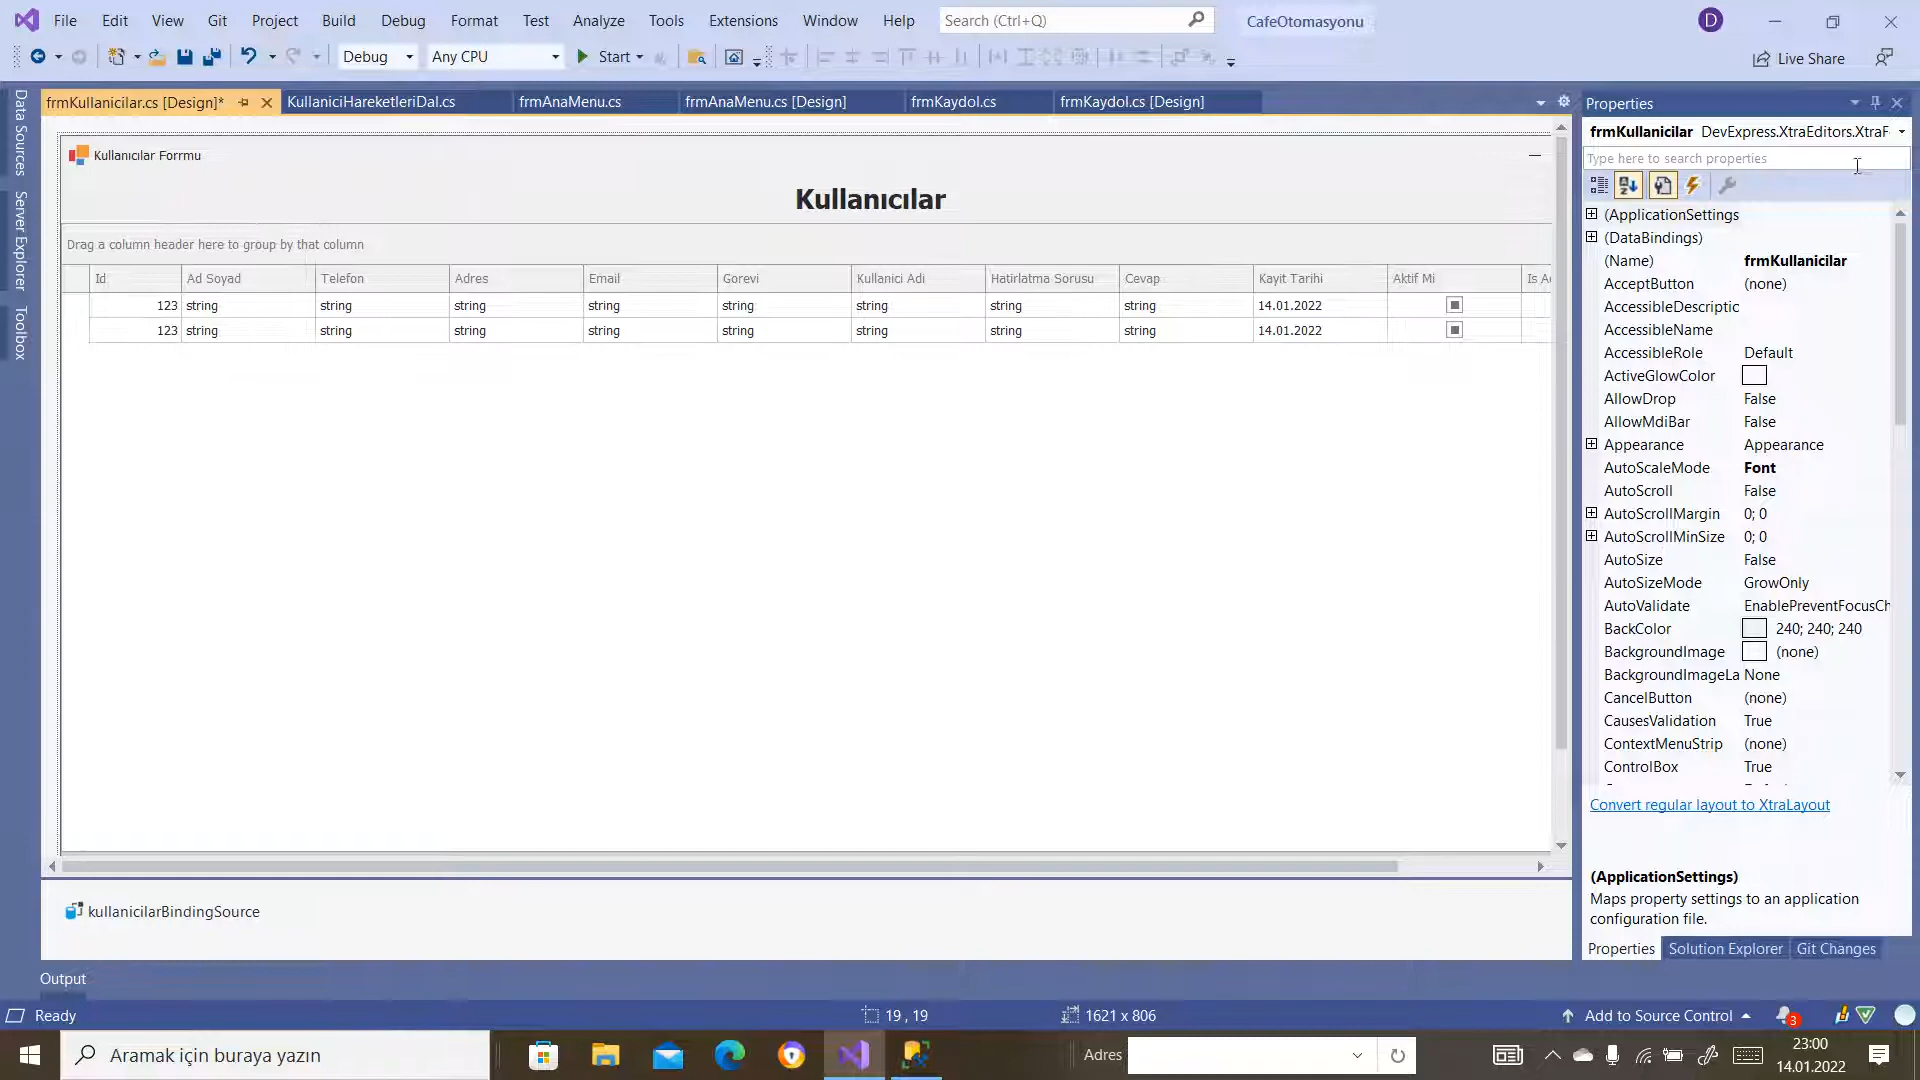 File Edit View Git Project Build Debug Format Test Analyze Tools Extensions Window Help Search (Ctrl+Q) CafeOtomasyonu D
Debug Any CPU Start Live Share
frmKullanicilar.cs [Design]* KullaniciHareketleriDal.cs frmAnaMenu.cs frmAnaMenu.cs [Design] frmKaydol.cs frmKaydol.cs [Design]
Data Sources
Server Explorer
Toolbox
Kullanıcılar Forrmu
Kullanıcılar
Drag a column header here to group by that column
Id Ad Soyad Telefon Adres Email Gorevi Kullanici Adi Hatirlatma Sorusu Cevap Kayit Tarihi Aktif Mi Is A
123 string string string string string string string string 14.01.2022
123 string string string string string string string string 14.01.2022
kullanicilarBindingSource
Output
Properties
frmKullanicilar DevExpress.XtraEditors.XtraF
Type here to search properties
(ApplicationSettings
(DataBindings)
(Name) frmKullanicilar
AcceptButton (none)
AccessibleDescriptic
AccessibleName
AccessibleRole Default
ActiveGlowColor
AllowDrop False
AllowMdiBar False
Appearance Appearance
AutoScaleMode Font
AutoScroll False
AutoScrollMargin 0; 0
AutoScrollMinSize 0; 0
AutoSize False
AutoSizeMode GrowOnly
AutoValidate EnablePreventFocusCh
BackColor 240; 240; 240
BackgroundImage (none)
BackgroundImageLa None
CancelButton (none)
CausesValidation True
ContextMenuStrip (none)
ControlBox True
Convert regular layout to XtraLayout
(ApplicationSettings)
Maps property settings to an application
configuration file.
Properties Solution Explorer Git Changes
Ready 19 , 19 1621 x 806 Add to Source Control 3
Aramak için buraya yazın Adres 23:00
14.01.2022